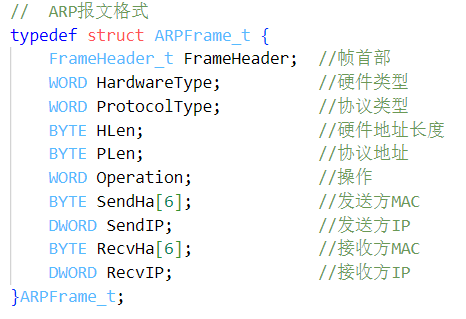 //  ARP报文格式
typedef struct ARPFrame_t {
    FrameHeader_t FrameHeader;  //帧首部
    WORD HardwareType;          //硬件类型
    WORD ProtocolType;          //协议类型
    BYTE HLen;                  //硬件地址长度
    BYTE PLen;                  //协议地址
    WORD Operation;             //操作
    BYTE SendHa[6];             //发送方MAC
    DWORD SendIP;               //发送方IP
    BYTE RecvHa[6];             //接收方MAC
    DWORD RecvIP;               //接收方IP
}ARPFrame_t;